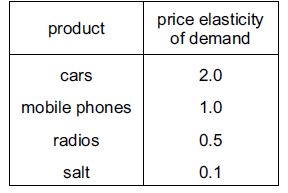 product price elasticity
of demand
cars 2.0
mobile phones 1.0
radios 0.5
salt 0.1